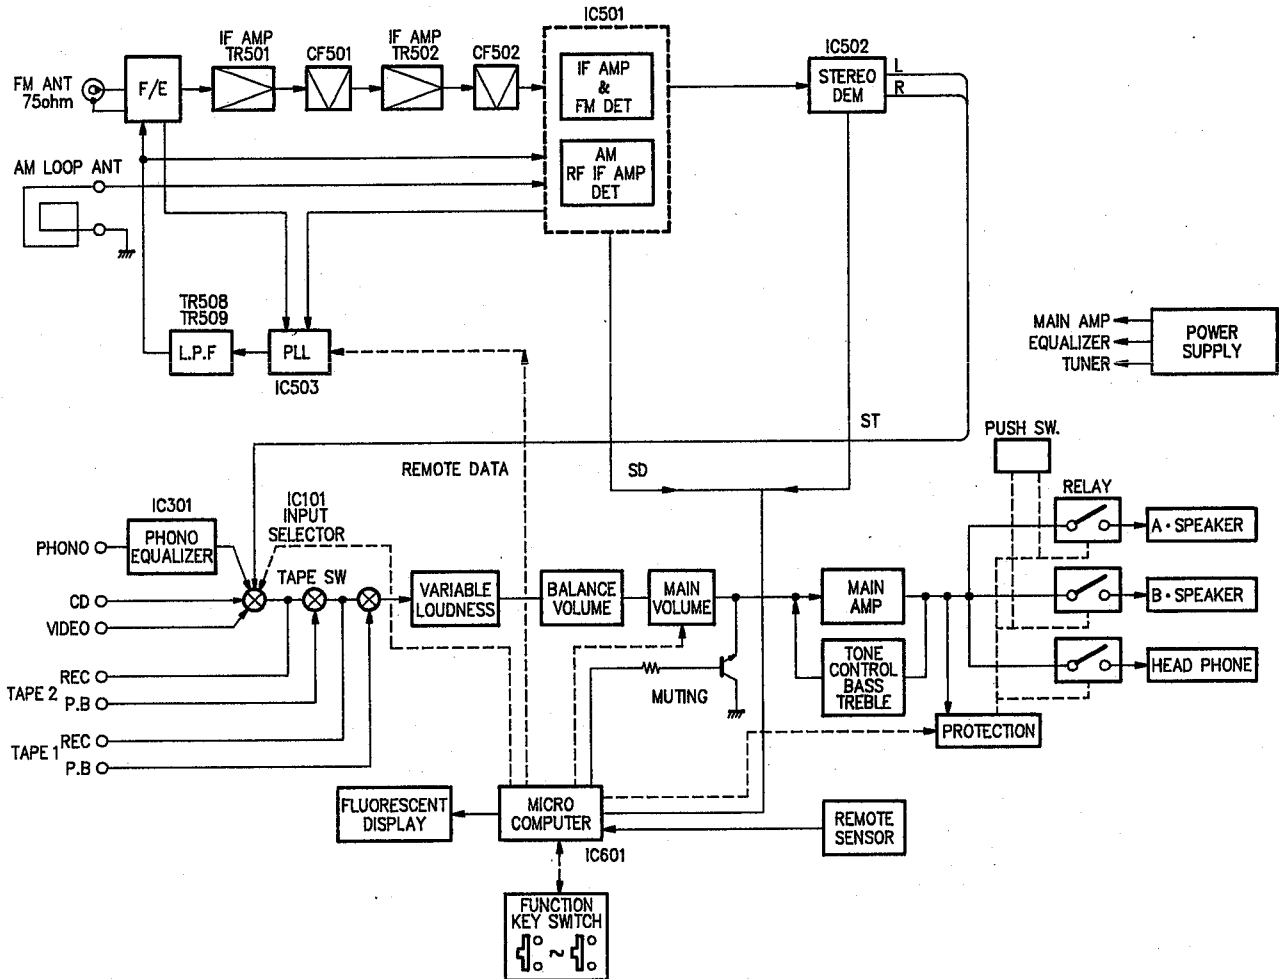 IC501
IF AMP
TR501
CF501
IF AMP
TR502
CF502
IC502
FM ANT
75ohm
F/E
IF AMP
&
FM DET
STEREO
DEM
L
R
AM LOOP ANT
AM
RF IF AMP
DET
TR508
TR509
L.P.F
PLL
IC503
MAIN AMP
EQUALIZER
TUNER
POWER
SUPPLY
ST
PUSH SW.
REMOTE DATA
SD
RELAY
IC301
IC101
INPUT
SELECTOR
PHONO
PHONO
EQUALIZER
A·SPEAKER
TAPE SW
CD
VIDEO
VARIABLE
LOUDNESS
BALANCE
VOLUME
MAIN
VOLUME
MAIN
AMP
B·SPEAKER
REC
TAPE 2
P.B
MUTING
TONE
CONTROL
BASS
TREBLE
HEAD PHONE
REC
TAPE 1
P.B
PROTECTION
FLUORESCENT
DISPLAY
MICRO
COMPUTER
REMOTE
SENSOR
IC601
FUNCTION
KEY SWITCH
~